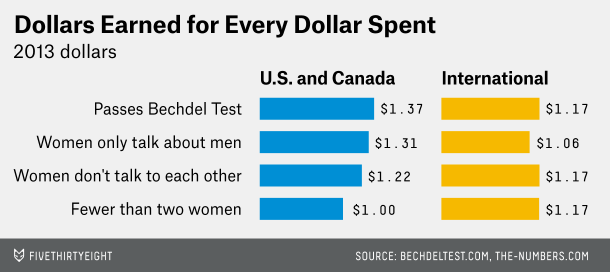 Dollars Earned for Every Dollar Spent
2013 dollars
U.S. and Canada International
Passes Bechdel Test $1.37 $1.17
Women only talk about men $1.31 $1.06
Women don't talk to each other $1.22 $1.17
Fewer than two women $1.00 $1.17
FIVETHIRTYEIGHT SOURCE: BECHDELTEST.COM, THE-NUMBERS.COM